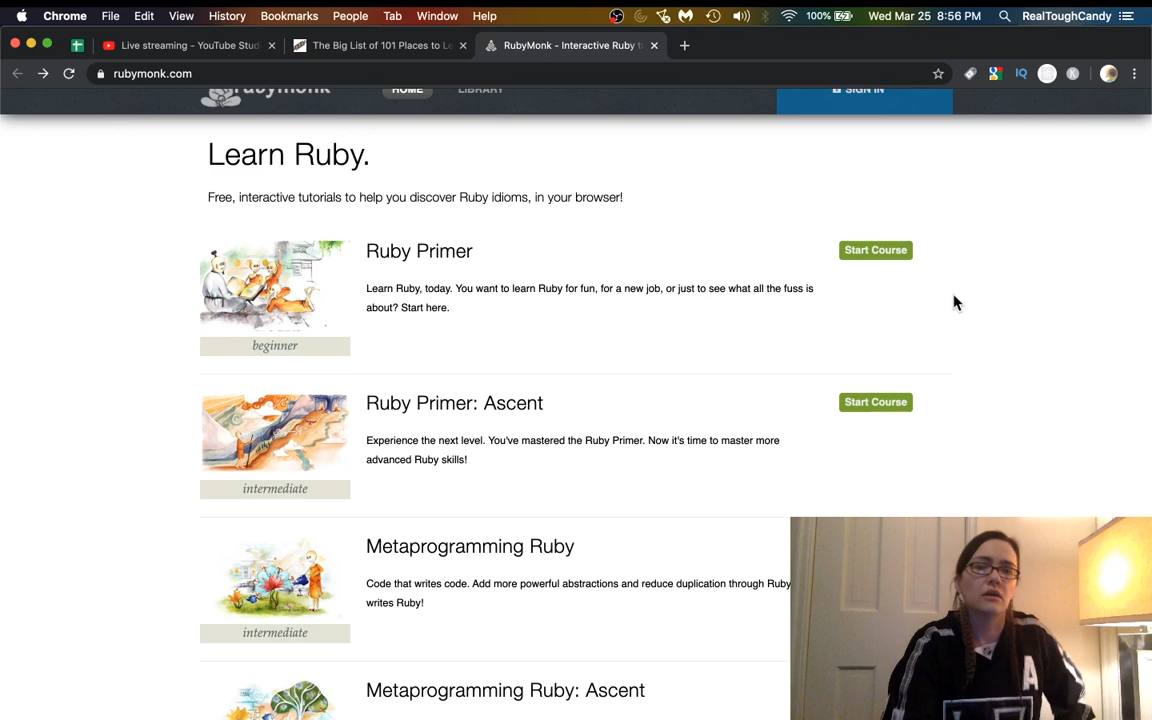 Chrome File Edit View History Bookmarks People Tab Window Help 100% Wed Mar 25 8:56 PM RealToughCandy
Live streaming - YouTube Studi The Big List of 101 Places to Le RubyMonk - Interactive Ruby t
rubymonk.com IQ K
rubymonk HOME LIBRARY SIGN IN
Learn Ruby.
Free, interactive tutorials to help you discover Ruby idioms, in your browser!
Ruby Primer Start Course
Learn Ruby, today. You want to learn Ruby for fun, for a new job, or just to see what all the fuss is
about? Start here.
beginner
Ruby Primer: Ascent Start Course
Experience the next level. You've mastered the Ruby Primer. Now it's time to master more
advanced Ruby skills!
intermediate
Metaprogramming Ruby
Code that writes code. Add more powerful abstractions and reduce duplication through Ruby
writes Ruby!
intermediate
Metaprogramming Ruby: Ascent
A